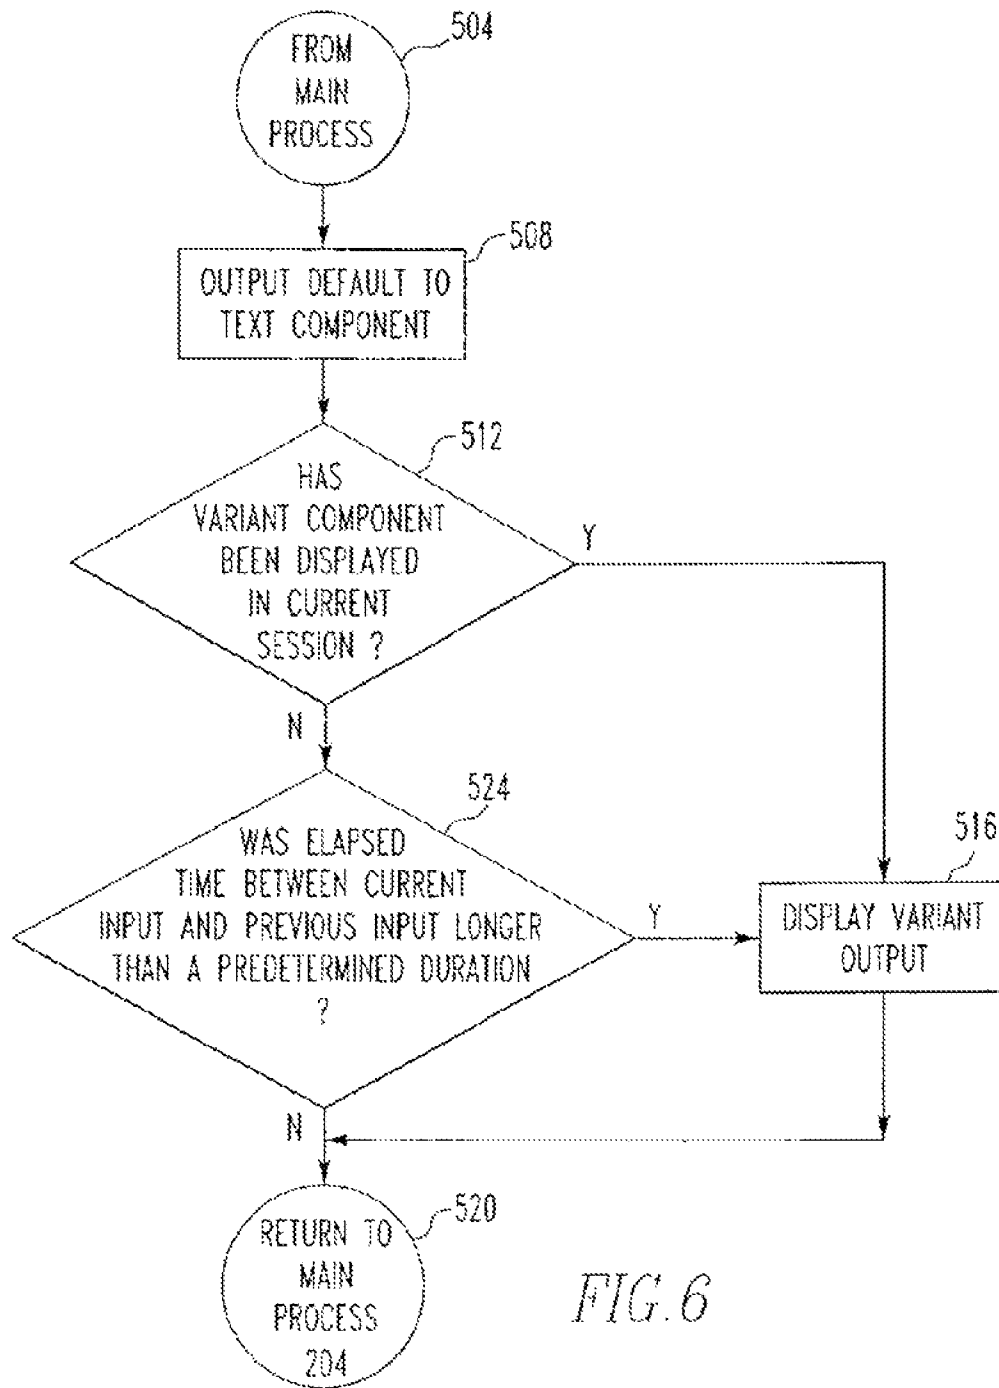 504
FROM
MAIN
PROCESS
508
OUTPUT DEFAULT TO
TEXT COMPONENT
512
HAS
VARIANT COMPONENT
BEEN DISPLAYED
IN CURRENT
SESSION ?
Y
N
524
WAS ELAPSED
TIME BETWEEN CURRENT
INPUT AND PREVIOUS INPUT LONGER
THAN A PREDETERMINED DURATION
?
Y
516
DISPLAY VARIANT
OUTPUT
N
520
RETURN TO
MAIN
PROCESS
204
FIG.6